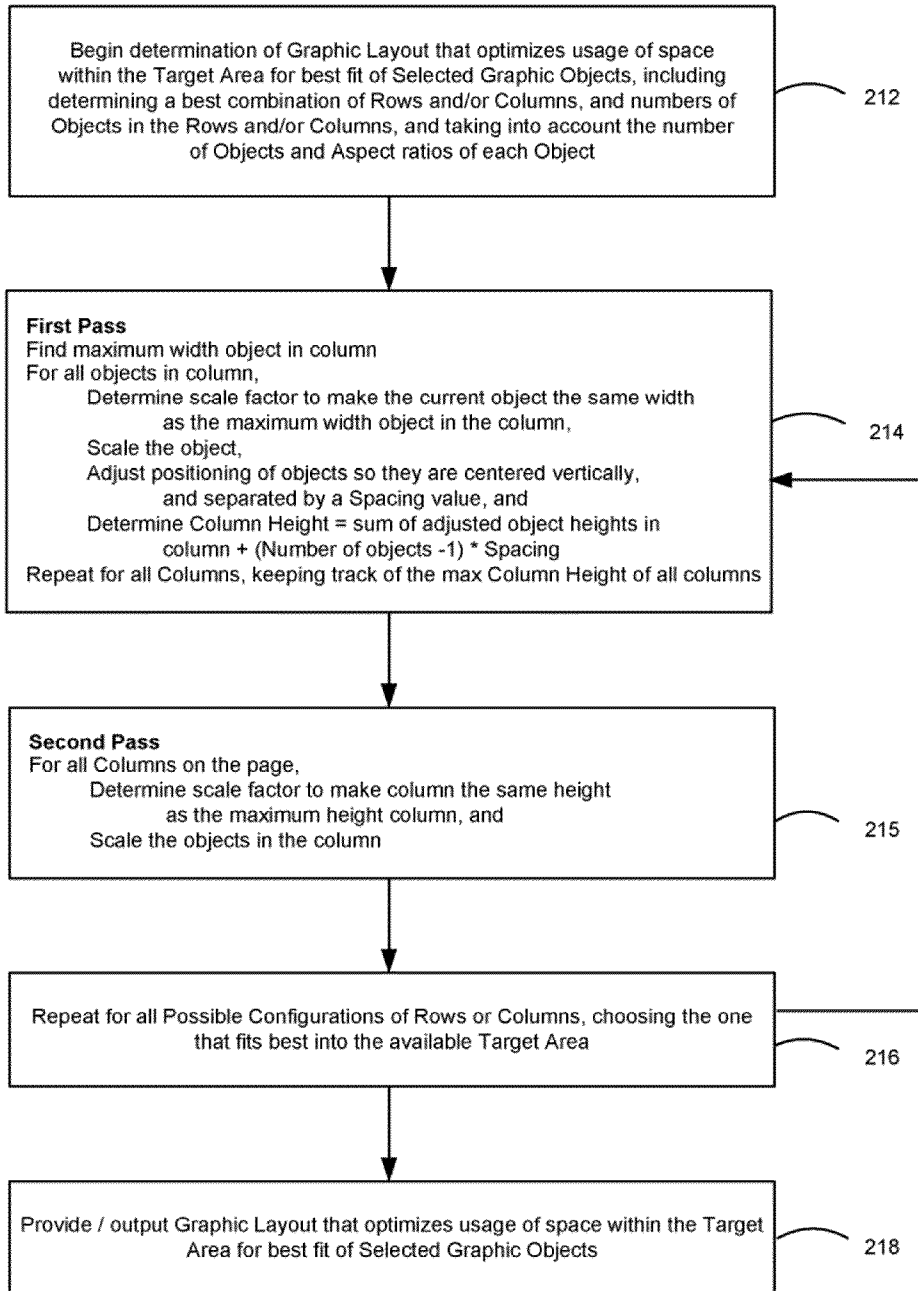 Begin determination of Graphic Layout that optimizes usage of space
within the Target Area for best fit of Selected Graphic Objects, including
determining a best combination of Rows and/or Columns, and numbers of
Objects in the Rows and/or Columns, and taking into account the number
of Objects and Aspect ratios of each Object
212
First Pass
Find maximum width object in column
For all objects in column,
Determine scale factor to make the current object the same width
as the maximum width object in the column,
Scale the object,
Adjust positioning of objects so they are centered vertically,
and separated by a Spacing value, and
Determine Column Height = sum of adjusted object heights in
column + (Number of objects -1) * Spacing
Repeat for all Columns, keeping track of the max Column Height of all columns
214
Second Pass
For all Columns on the page,
Determine scale factor to make column the same height
as the maximum height column, and
Scale the objects in the column
215
Repeat for all Possible Configurations of Rows or Columns, choosing the one
that fits best into the available Target Area
216
Provide / output Graphic Layout that optimizes usage of space within the Target
Area for best fit of Selected Graphic Objects
218